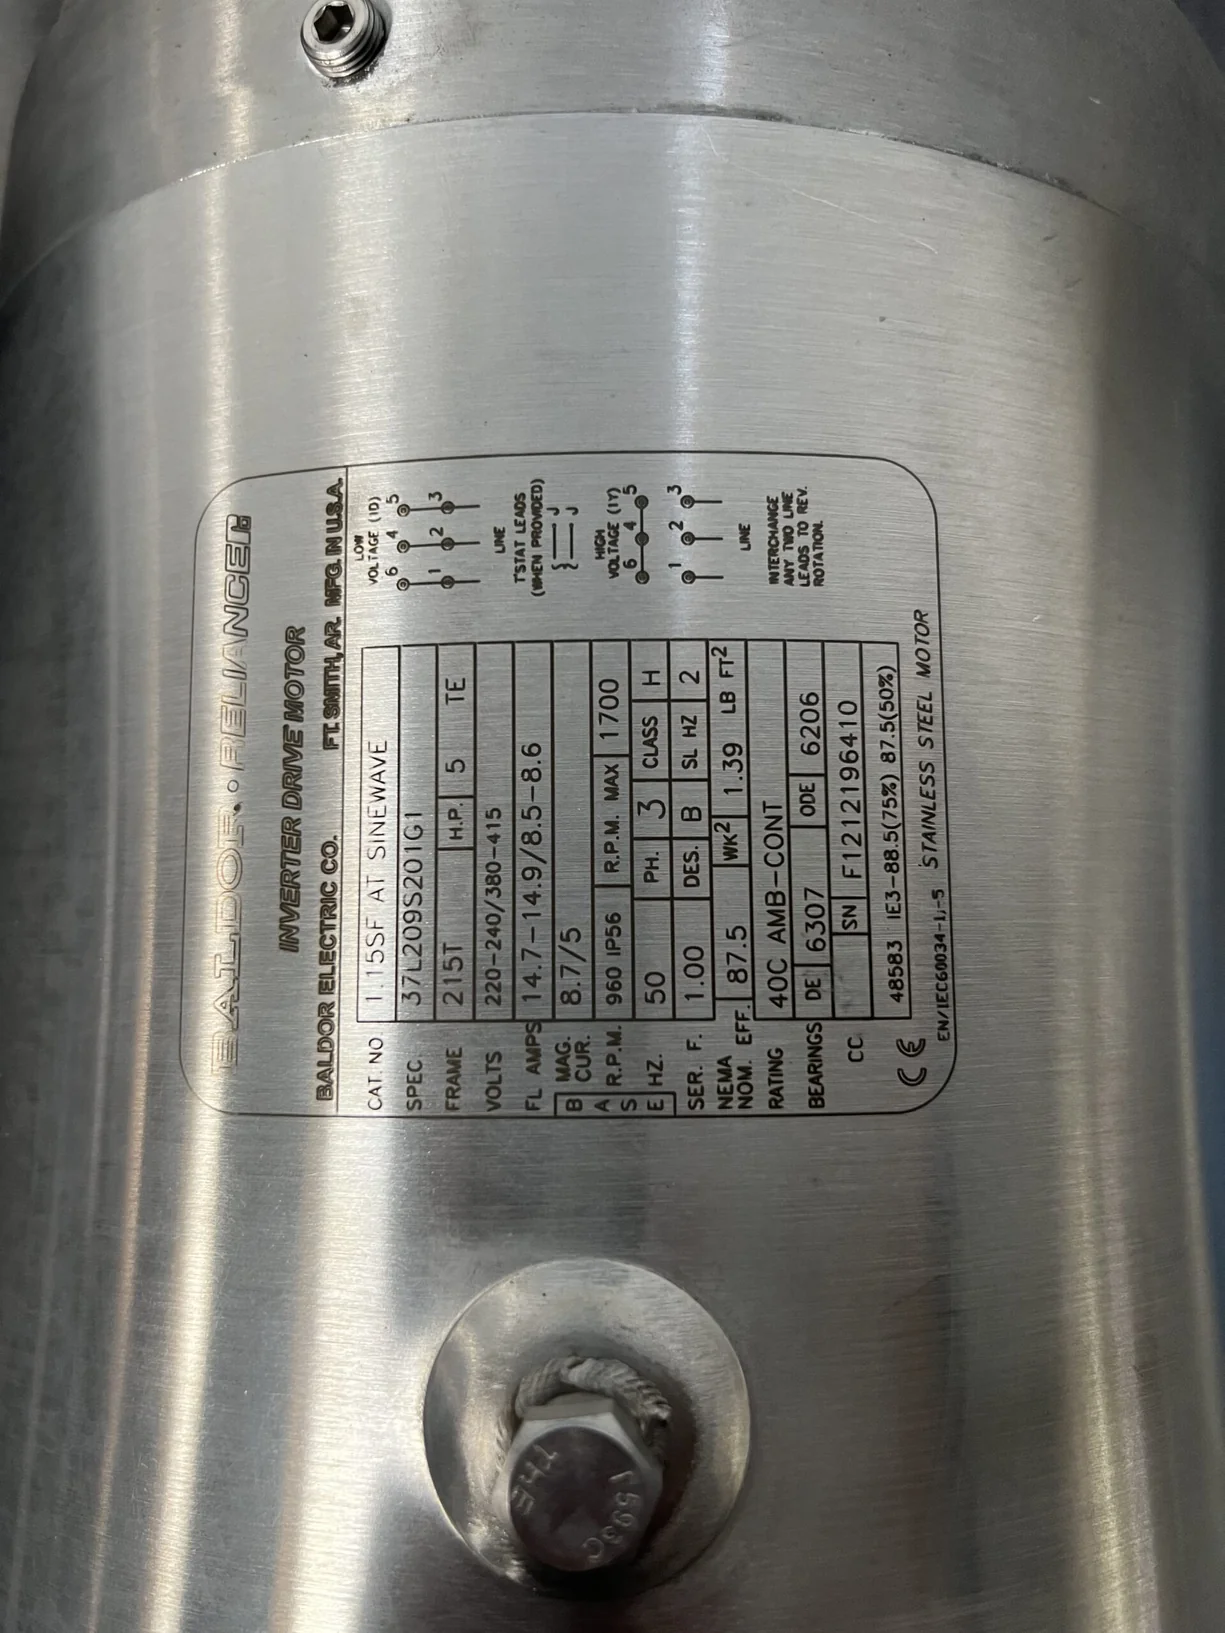 BALDOR • RELIANCE
INVERTER DRIVE MOTOR
BALDOR ELECTRIC CO. FT. SMITH, AR. MFG. IN U.S.A.
CAT. NO 1.15SF AT SINEWAVE
SPEC. 37L209S201G1
FRAME 215T H.P. 5 TE
VOLTS 220-240/380-415
FL AMPS 14.7-14.9/8.5-8.6
B MAG. CUR. 8.7/5
A R.P.M. 960 IP56 R.P.M. MAX 1700
S
E HZ. 50 PH. 3 CLASS H
SER. F. 1.00 DES. B SL HZ 2
NEMA NOM. EFF. 87.5 WK2 1.39 LB FT2
RATING 40C AMB-CONT
BEARINGS DE 6307 ODE 6206
CC SN F1212196410
CE 48583 IE3-88.5(75%) 87.5(50%)
EN/IEC60034-1,-5 STAINLESS STEEL MOTOR
LOW
VOLTAGE (1D)
6 4 5
1 2 3
LINE
T'STAT LEADS
(WHEN PROVIDED)
J
J
HIGH
VOLTAGE (1Y)
6 4 5
1 2 3
LINE
INTERCHANGE
ANY TWO LINE
LEADS TO REV.
ROTATION.
THE
F593C